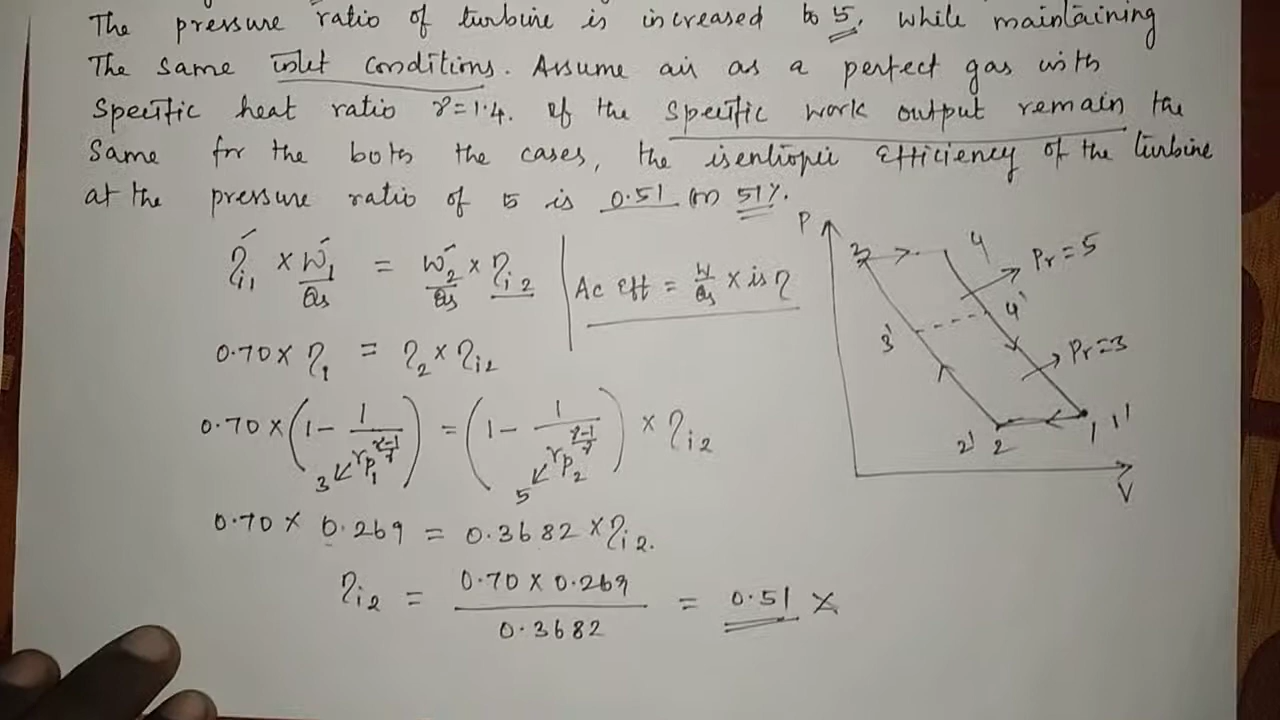 The pressure ratio of turbine is increased to 5, while maintaining
The same inlet conditions. Assume air as a perfect gas with
Specific heat ratio γ=1.4. If the specific work output remain the
Same for the both the cases, the isentropic Efficiency of the turbine
at the pressure ratio of 5 is 0.51 (or) 51%.
ήi1 × ẃ1/Qs = ẃ2/Qs × ηi2
Ac Eff = W/Qs × is η
0.70 × η1 = η2 × ηi2
0.70 × (1 - 1/rp1^(γ-1/γ)) = (1 - 1/rp2^(γ-1/γ)) × ηi2
3 5
0.70 × 0.269 = 0.3682 × ηi2.
ηi2 = 0.70 × 0.269 / 0.3682 = 0.51
P
3 4 Pr=5
3' 4'
Pr=3
2' 2 1 1'
V